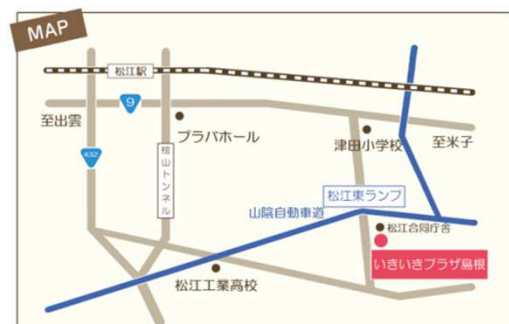 MAP
松江駅
9
至出雲
プラバホール
津田小学校
至米子
432
桧山トンネル
松江東ランプ
山陰自動車道
松江合同庁舎
いきいきプラザ島根
松江工業高校